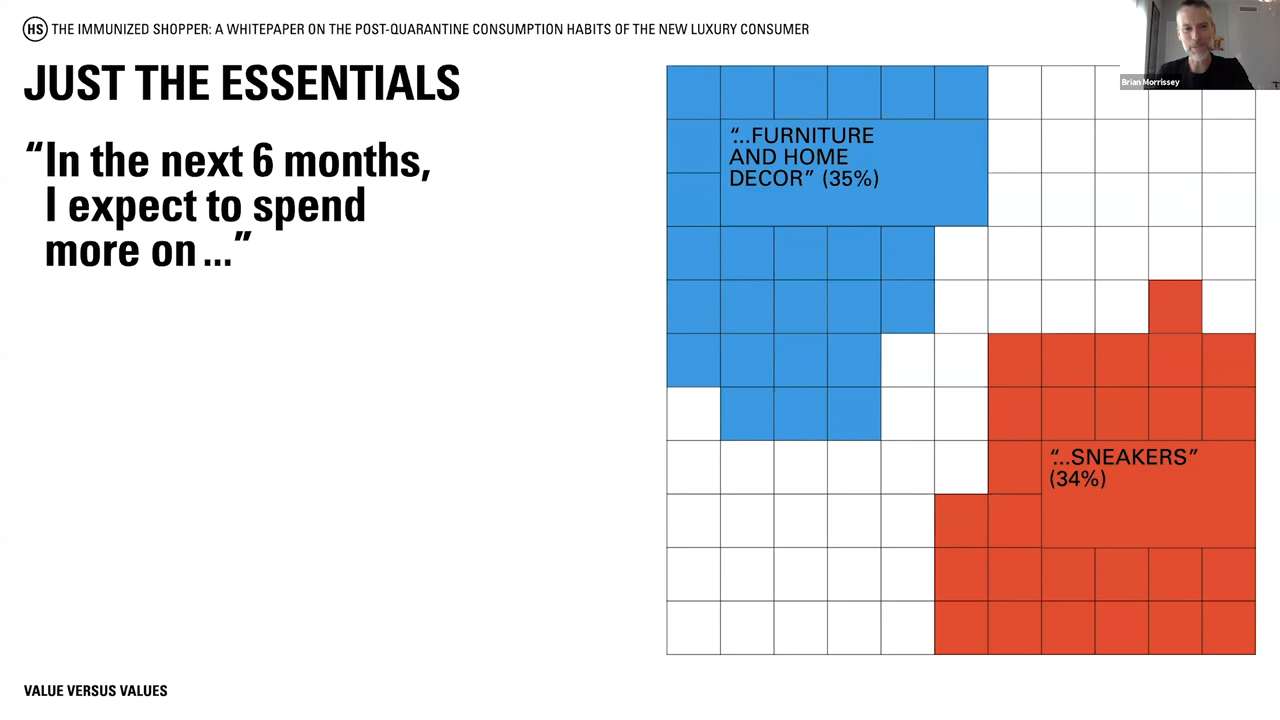 HS THE IMMUNIZED SHOPPER: A WHITEPAPER ON THE POST-QUARANTINE CONSUMPTION HABITS OF THE NEW LUXURY CONSUMER
JUST THE ESSENTIALS
“In the next 6 months,
I expect to spend
more on ...”
“...FURNITURE
AND HOME
DECOR” (35%)
“...SNEAKERS”
(34%)
Brian Morrissey
VALUE VERSUS VALUES